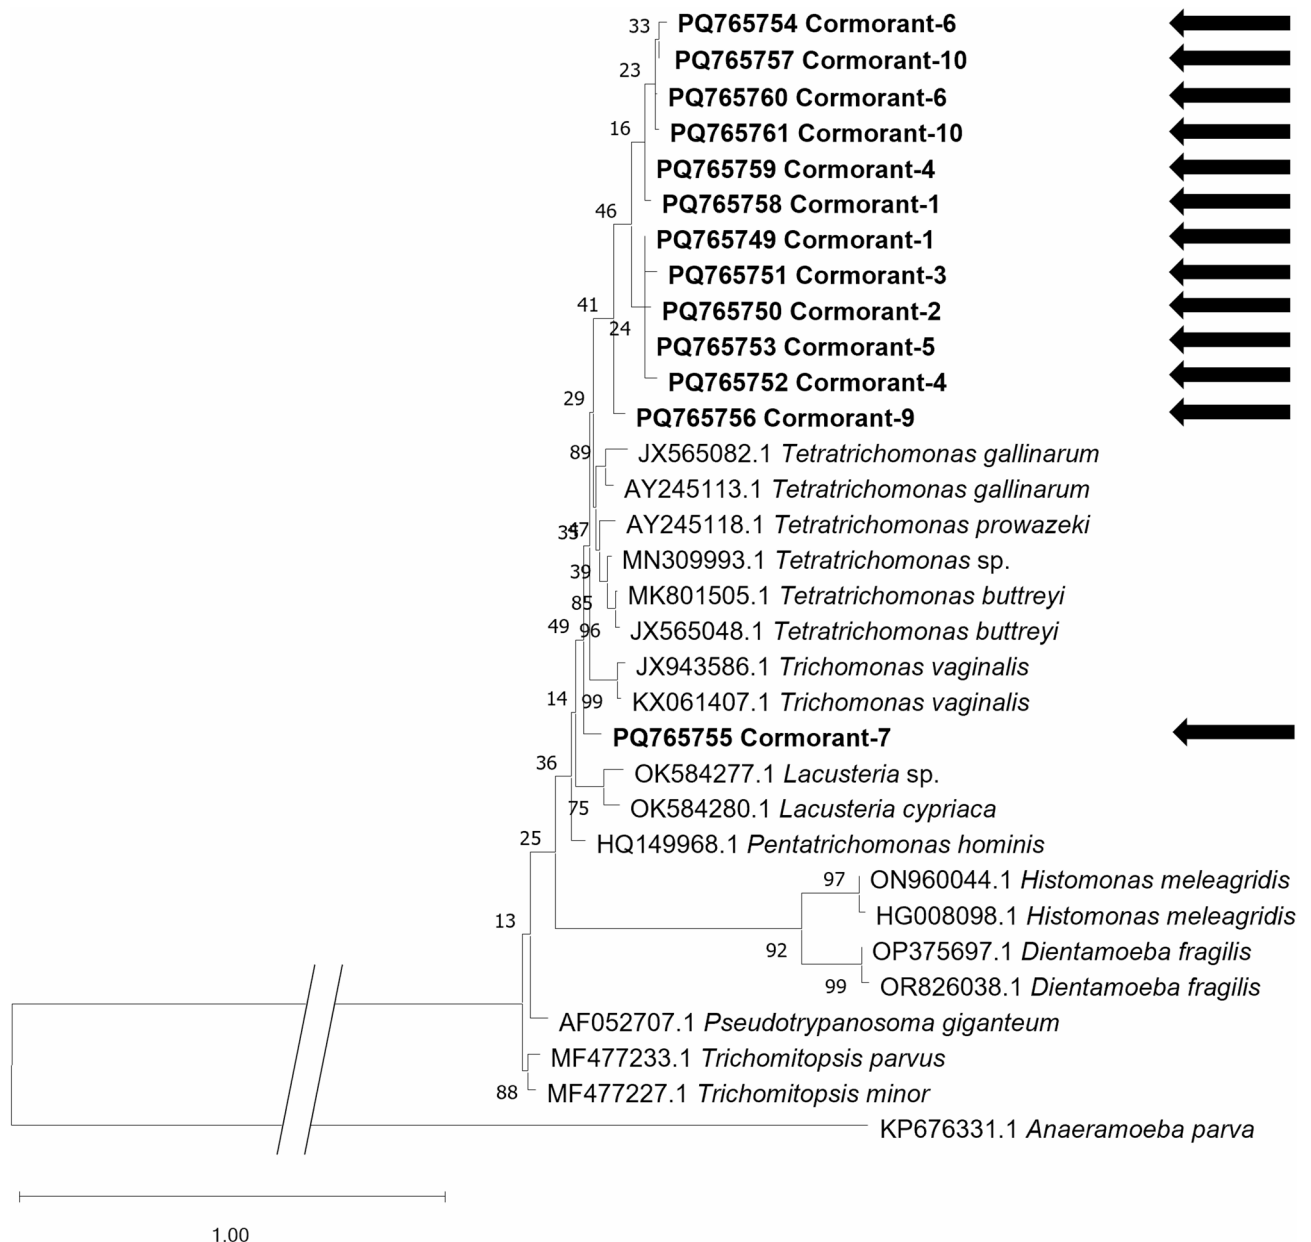 33
PQ765754 Cormorant-6
PQ765757 Cormorant-10
23
PQ765760 Cormorant-6
16
PQ765761 Cormorant-10
PQ765759 Cormorant-4
46
PQ765758 Cormorant-1
PQ765749 Cormorant-1
PQ765751 Cormorant-3
41
PQ765750 Cormorant-2
24
PQ765753 Cormorant-5
PQ765752 Cormorant-4
29
PQ765756 Cormorant-9
89
JX565082.1 Tetratrichomonas gallinarum
AY245113.1 Tetratrichomonas gallinarum
47
AY245118.1 Tetratrichomonas prowazeki
39
MN309993.1 Tetratrichomonas sp.
85
MK801505.1 Tetratrichomonas buttreyi
49
96
JX565048.1 Tetratrichomonas buttreyi
JX943586.1 Trichomonas vaginalis
14
99
KX061407.1 Trichomonas vaginalis
PQ765755 Cormorant-7
36
OK584277.1 Lacusteria sp.
75
OK584280.1 Lacusteria cypriaca
25
HQ149968.1 Pentatrichomonas hominis
97
ON960044.1 Histomonas meleagridis
13
HG008098.1 Histomonas meleagridis
92
OP375697.1 Dientamoeba fragilis
99
OR826038.1 Dientamoeba fragilis
AF052707.1 Pseudotrypanosoma giganteum
MF477233.1 Trichomitopsis parvus
88
MF477227.1 Trichomitopsis minor
KP676331.1 Anaeramoeba parva
1,00